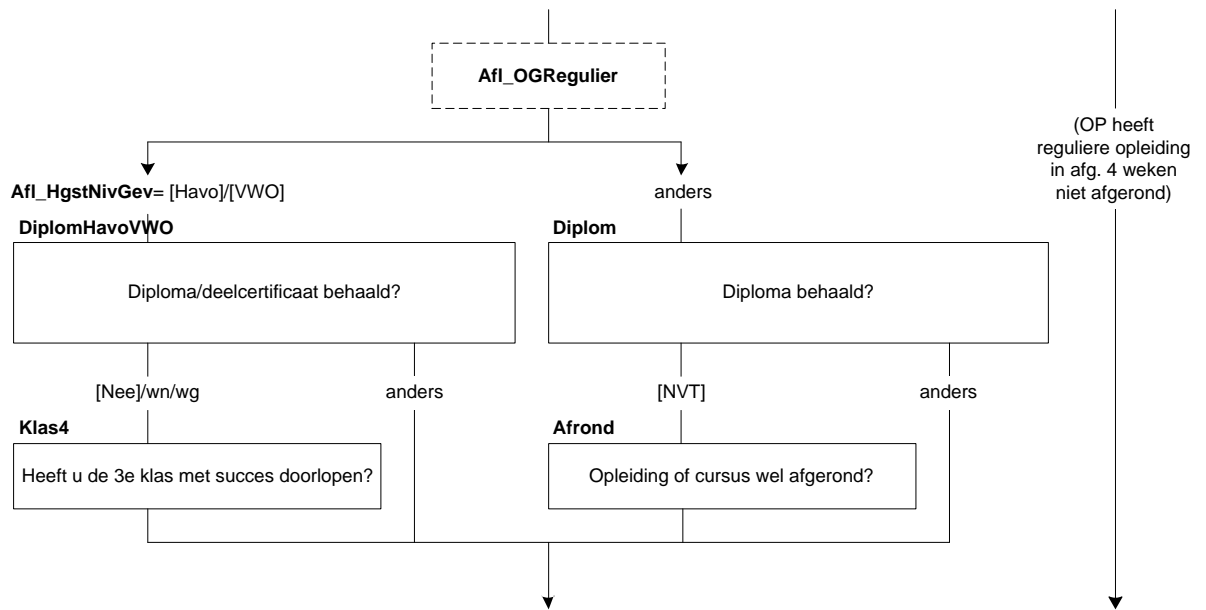 Afl_OGRegulier
(OP heeft
reguliere opleiding
in afg. 4 weken
niet afgerond)
Afl_HgstNivGev= [Havo]/[VWO]
anders
DiplomHavoVWO
Diplom
Diploma/deelcertificaat behaald?
Diploma behaald?
[Nee]/wn/wg
anders
[NVT]
anders
Klas4
Afrond
Heeft u de 3e klas met succes doorlopen?
Opleiding of cursus wel afgerond?